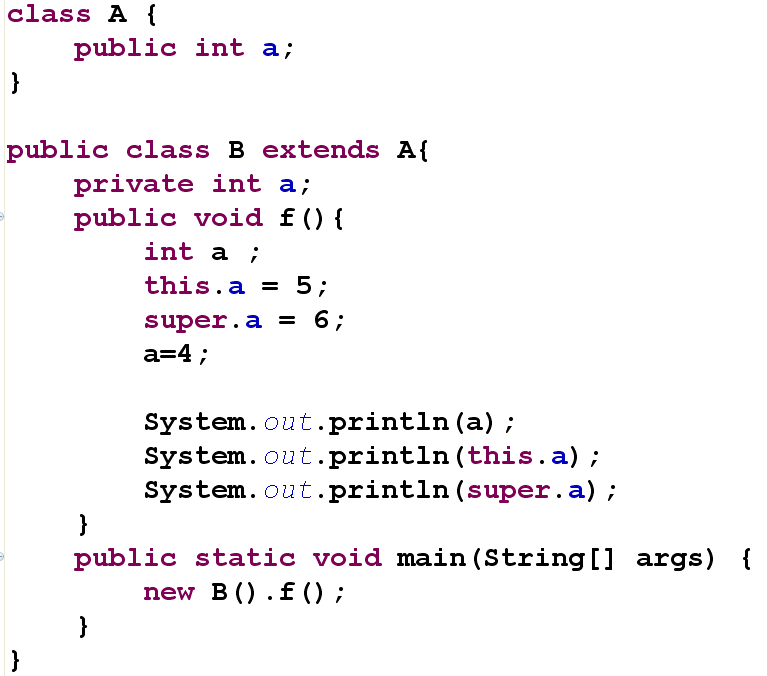 class A {
    public int a;
}

public class B extends A{
    private int a;
    public void f(){
        int a ;
        this.a = 5;
        super.a = 6;
        a=4;

        System.out.println(a);
        System.out.println(this.a);
        System.out.println(super.a);
    }
    public static void main(String[] args) {
        new B().f();
    }
}